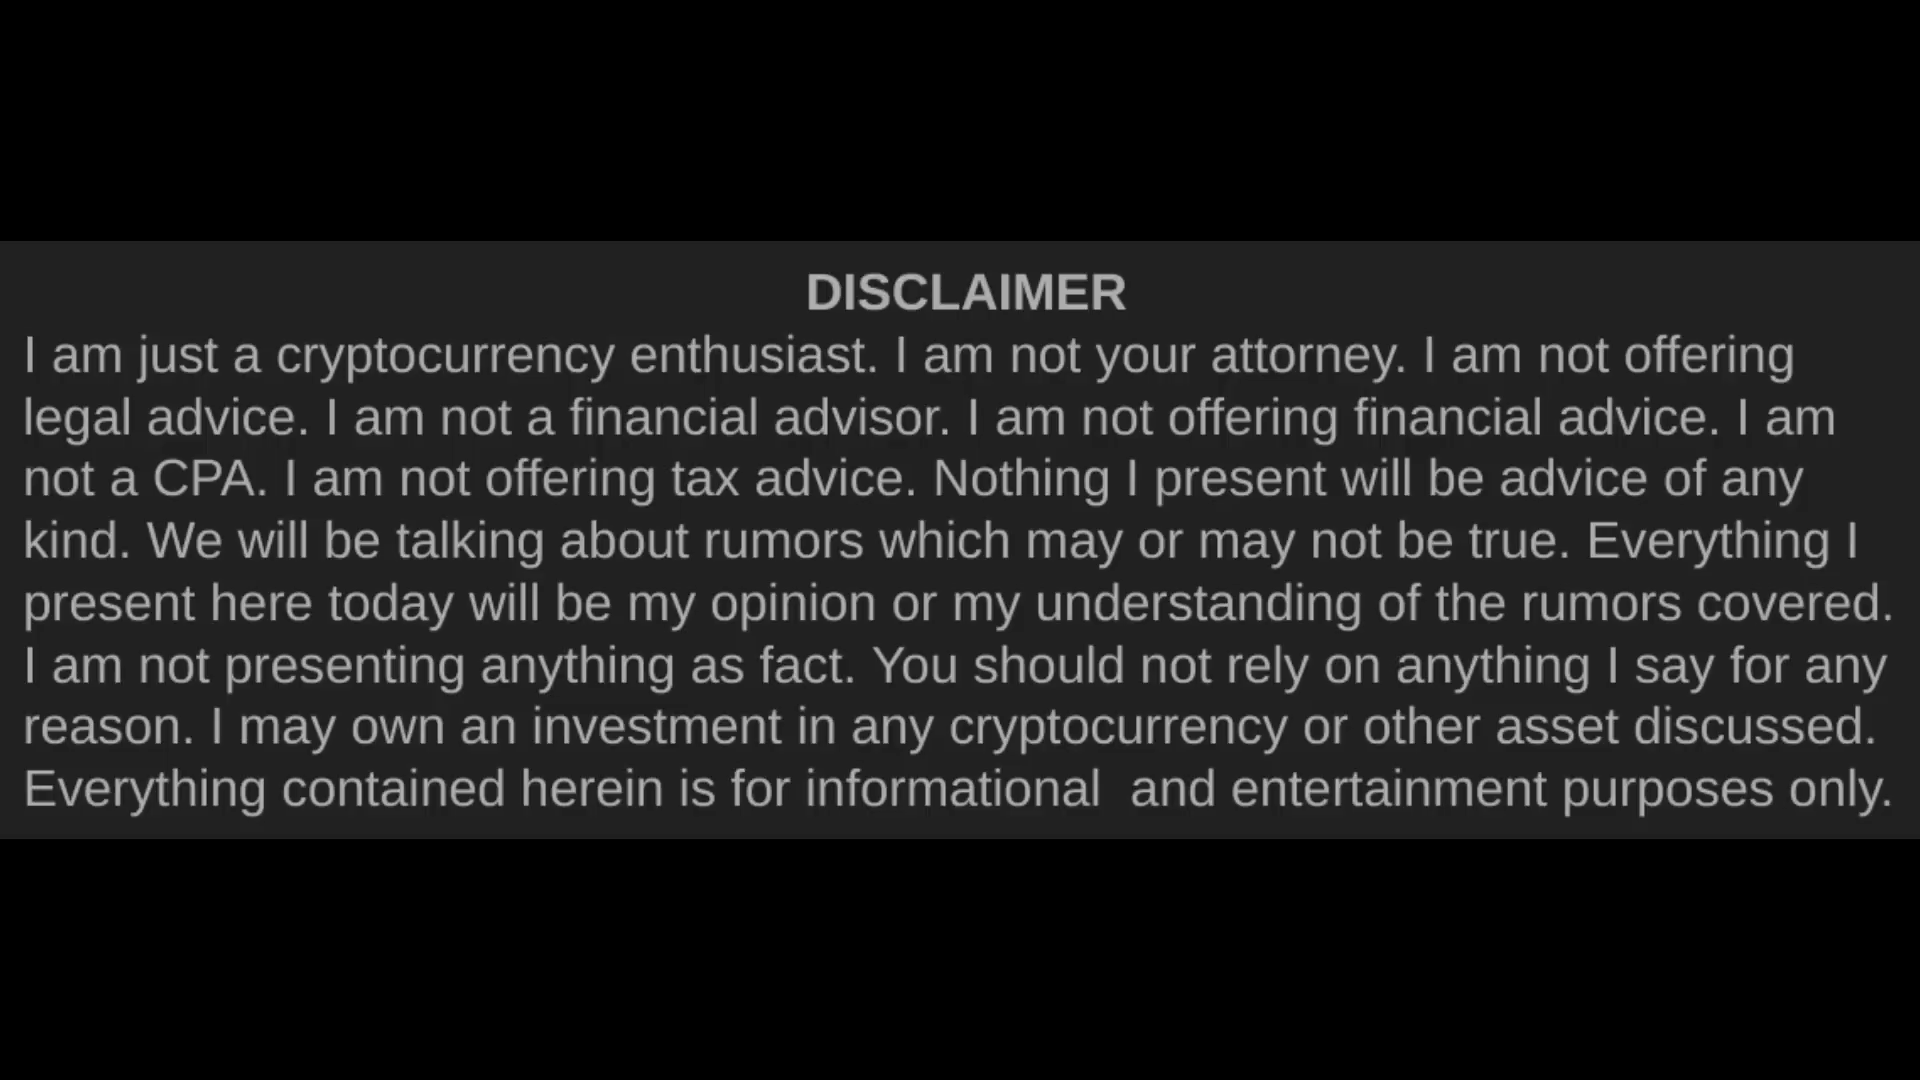 DISCLAIMER
I am just a cryptocurrency enthusiast. I am not your attorney. I am not offering
legal advice. I am not a financial advisor. I am not offering financial advice. I am
not a CPA. I am not offering tax advice. Nothing I present will be advice of any
kind. We will be talking about rumors which may or may not be true. Everything I
present here today will be my opinion or my understanding of the rumors covered.
I am not presenting anything as fact. You should not rely on anything I say for any
reason. I may own an investment in any cryptocurrency or other asset discussed.
Everything contained herein is for informational  and entertainment purposes only.